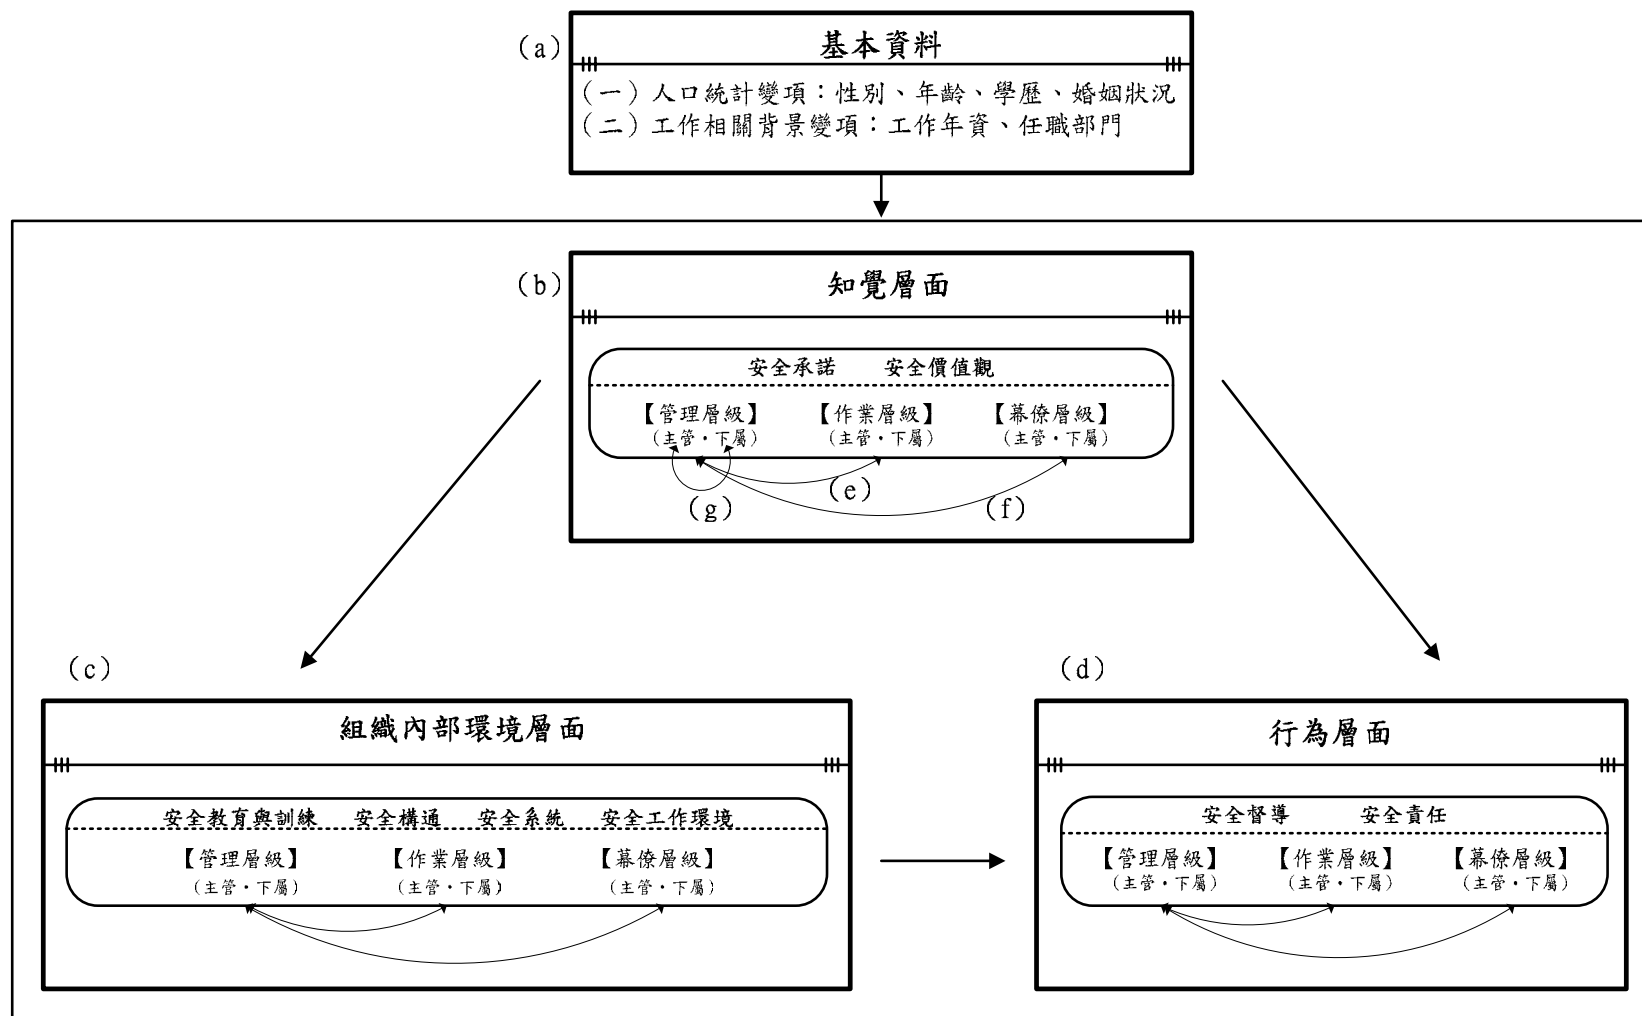 (a)
基本資料
(一)人口統計變項：性別、年齡、學歷、婚姻狀況
(二)工作相關背景變項：工作年資、任職部門
(b)
知覺層面
安全承諾 安全價值觀
【管理層級】 【作業層級】 【幕僚層級】
(主管・下屬) (主管・下屬) (主管・下屬)
(e)
(g) (f)
(c)
組織內部環境層面
安全教育與訓練 安全構通 安全系統 安全工作環境
【管理層級】 【作業層級】 【幕僚層級】
(主管・下屬) (主管・下屬) (主管・下屬)
(d)
行為層面
安全督導 安全責任
【管理層級】 【作業層級】 【幕僚層級】
(主管・下屬) (主管・下屬) (主管・下屬)